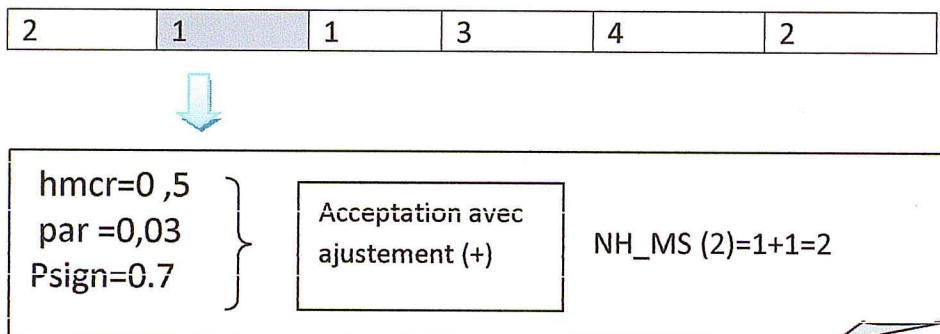 2 1 1 3 4 2
hmcr=0 ,5
par =0,03
Psign=0.7
Acceptation avec
ajustement (+)
NH_MS (2)=1+1=2